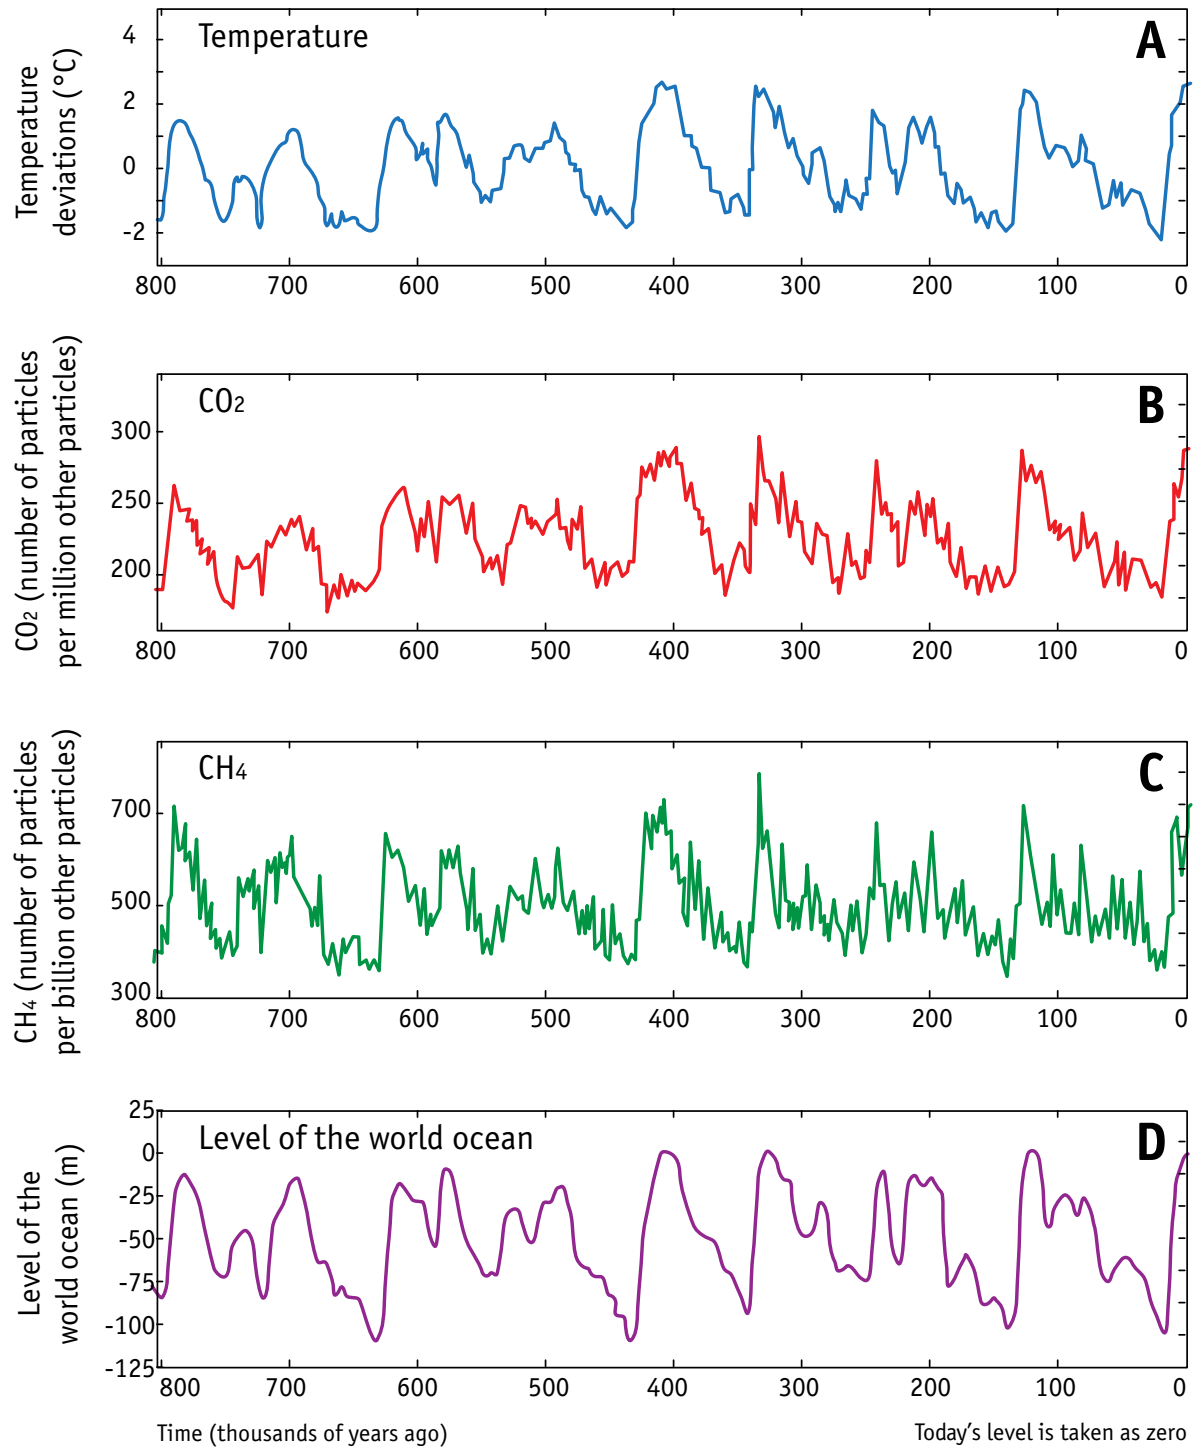 Temperature
A
Temperature
deviations (°C)
4
2
0
-2
800 700 600 500 400 300 200 100 0
CO2
B
CO2 (number of particles
per million other particles)
300
250
200
800 700 600 500 400 300 200 100 0
CH4
C
CH4 (number of particles
per billion other particles)
700
500
300
800 700 600 500 400 300 200 100 0
Level of the world ocean
D
Level of the
world ocean (m)
25
0
-25
-50
-75
-100
-125
800 700 600 500 400 300 200 100 0
Time (thousands of years ago)
Today's level is taken as zero